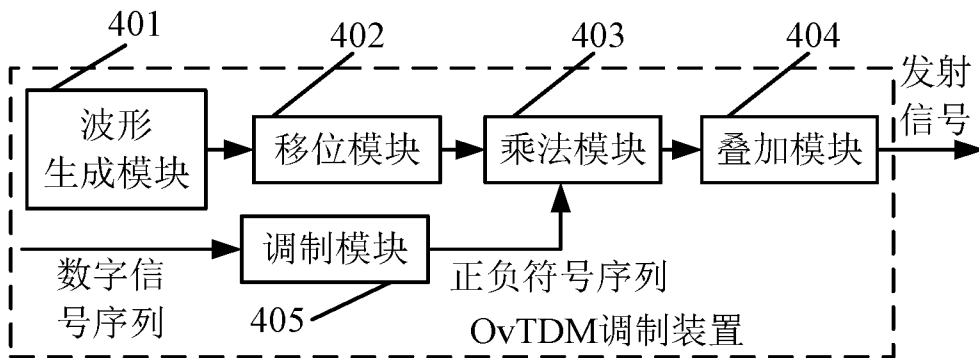 401
402
403
404
波形
生成模块
移位模块
乘法模块
叠加模块
发射
信号
数字信
号序列
调制模块
405
正负符号序列
OvTDM调制装置